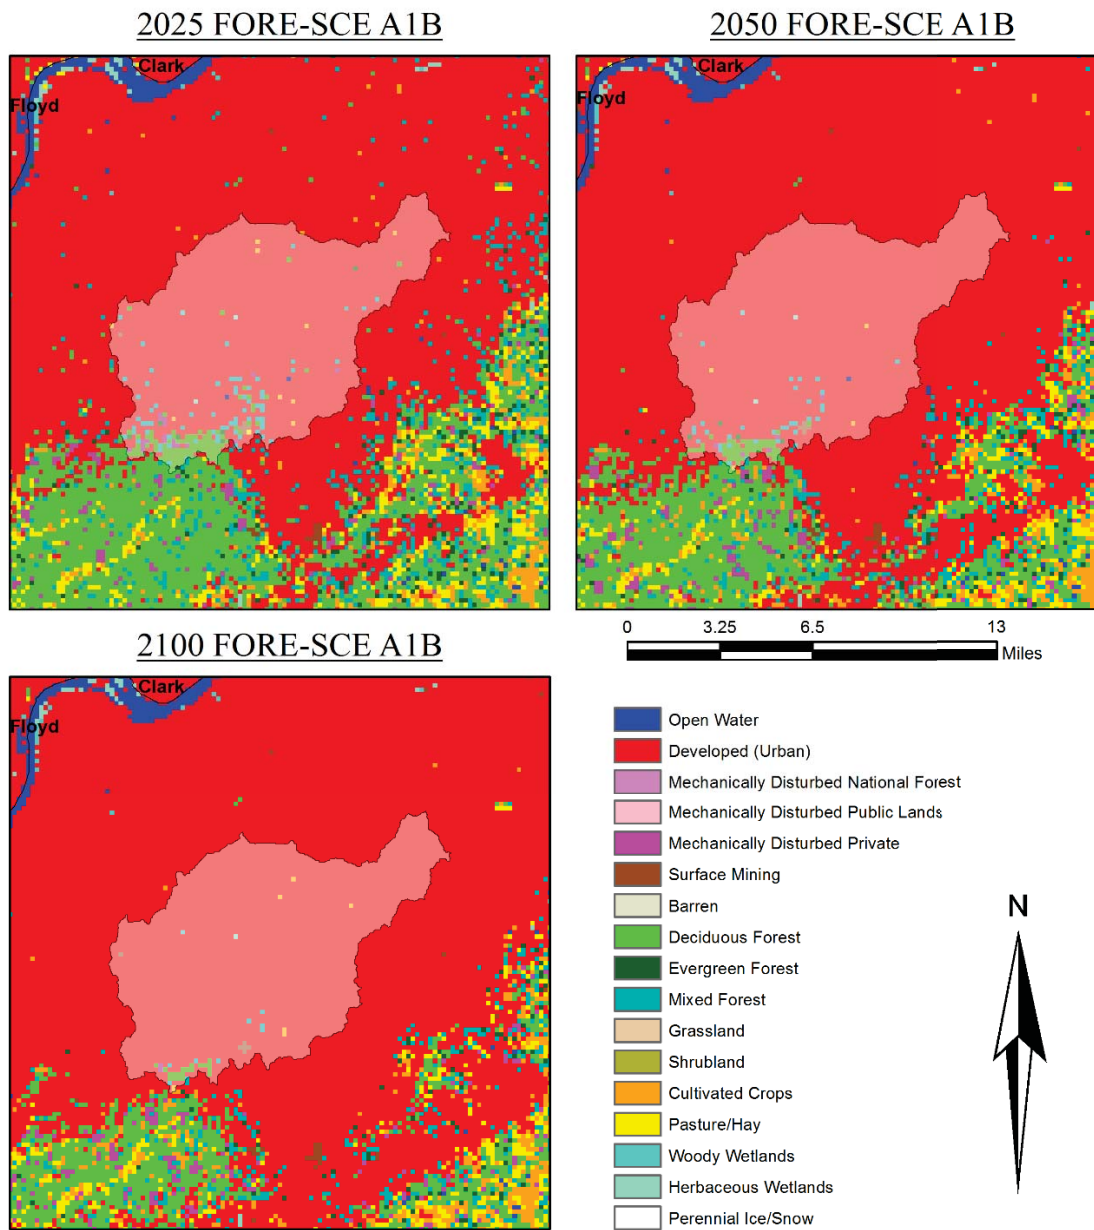 2025 FORE-SCE A1B
2050 FORE-SCE A1B
Clark
Floyd
Clark
Floyd
2100 FORE-SCE A1B
0 3.25 6.5 13
Miles
Clark
Floyd
Open Water
Developed (Urban)
Mechanically Disturbed National Forest
Mechanically Disturbed Public Lands
Mechanically Disturbed Private
Surface Mining
Barren
Deciduous Forest
Evergreen Forest
Mixed Forest
Grassland
Shrubland
Cultivated Crops
Pasture/Hay
Woody Wetlands
Herbaceous Wetlands
Perennial Ice/Snow
N